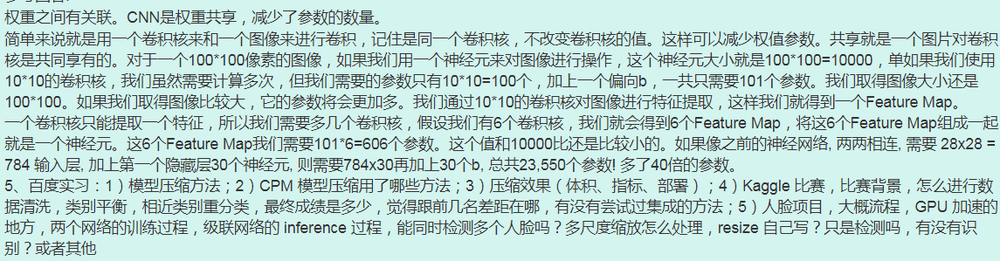 权重之间有关联。CNN是权重共享，减少了参数的数量。
简单来说就是用一个卷积核来和一个图像来进行卷积，记住是同一个卷积核，不改变卷积核的值。这样可以减少权值参数。共享就是一个图片对卷积
核是共同享有的。对于一个100*100像素的图像，如果我们用一个神经元来对图像进行操作，这个神经元大小就是100*100=10000，单如果我们使用
10*10的卷积核，我们虽然需要计算多次，但我们需要的参数只有10*10=100个，加上一个偏向b，一共只需要101个参数。我们取得图像大小还是
100*100。如果我们取得图像比较大，它的参数将会更加多。我们通过10*10的卷积核对图像进行特征提取，这样我们就得到一个Feature Map。
一个卷积核只能提取一个特征，所以我们需要多几个卷积核，假设我们有6个卷积核，我们就会得到6个Feature Map，将这6个Feature Map组成一起
就是一个神经元。这6个Feature Map我们需要101*6=606个参数。这个值和10000比还是比较小的。如果像之前的神经网络, 两两相连, 需要 28x28 =
784 输入层, 加上第一个隐藏层30个神经元, 则需要784x30再加上30个b, 总共23,550个参数! 多了40倍的参数。
5、百度实习：1）模型压缩方法；2）CPM 模型压缩用了哪些方法；3）压缩效果（体积、指标、部署）；4）Kaggle 比赛，比赛背景，怎么进行数
据清洗，类别平衡，相近类别重分类，最终成绩是多少，觉得跟前几名差距在哪，有没有尝试过集成的方法；5）人脸项目，大概流程，GPU 加速的
地方，两个网络的训练过程，级联网络的 inference 过程，能同时检测多个人脸吗？多尺度缩放怎么处理，resize 自己写？只是检测吗，有没有识
别？或者其他